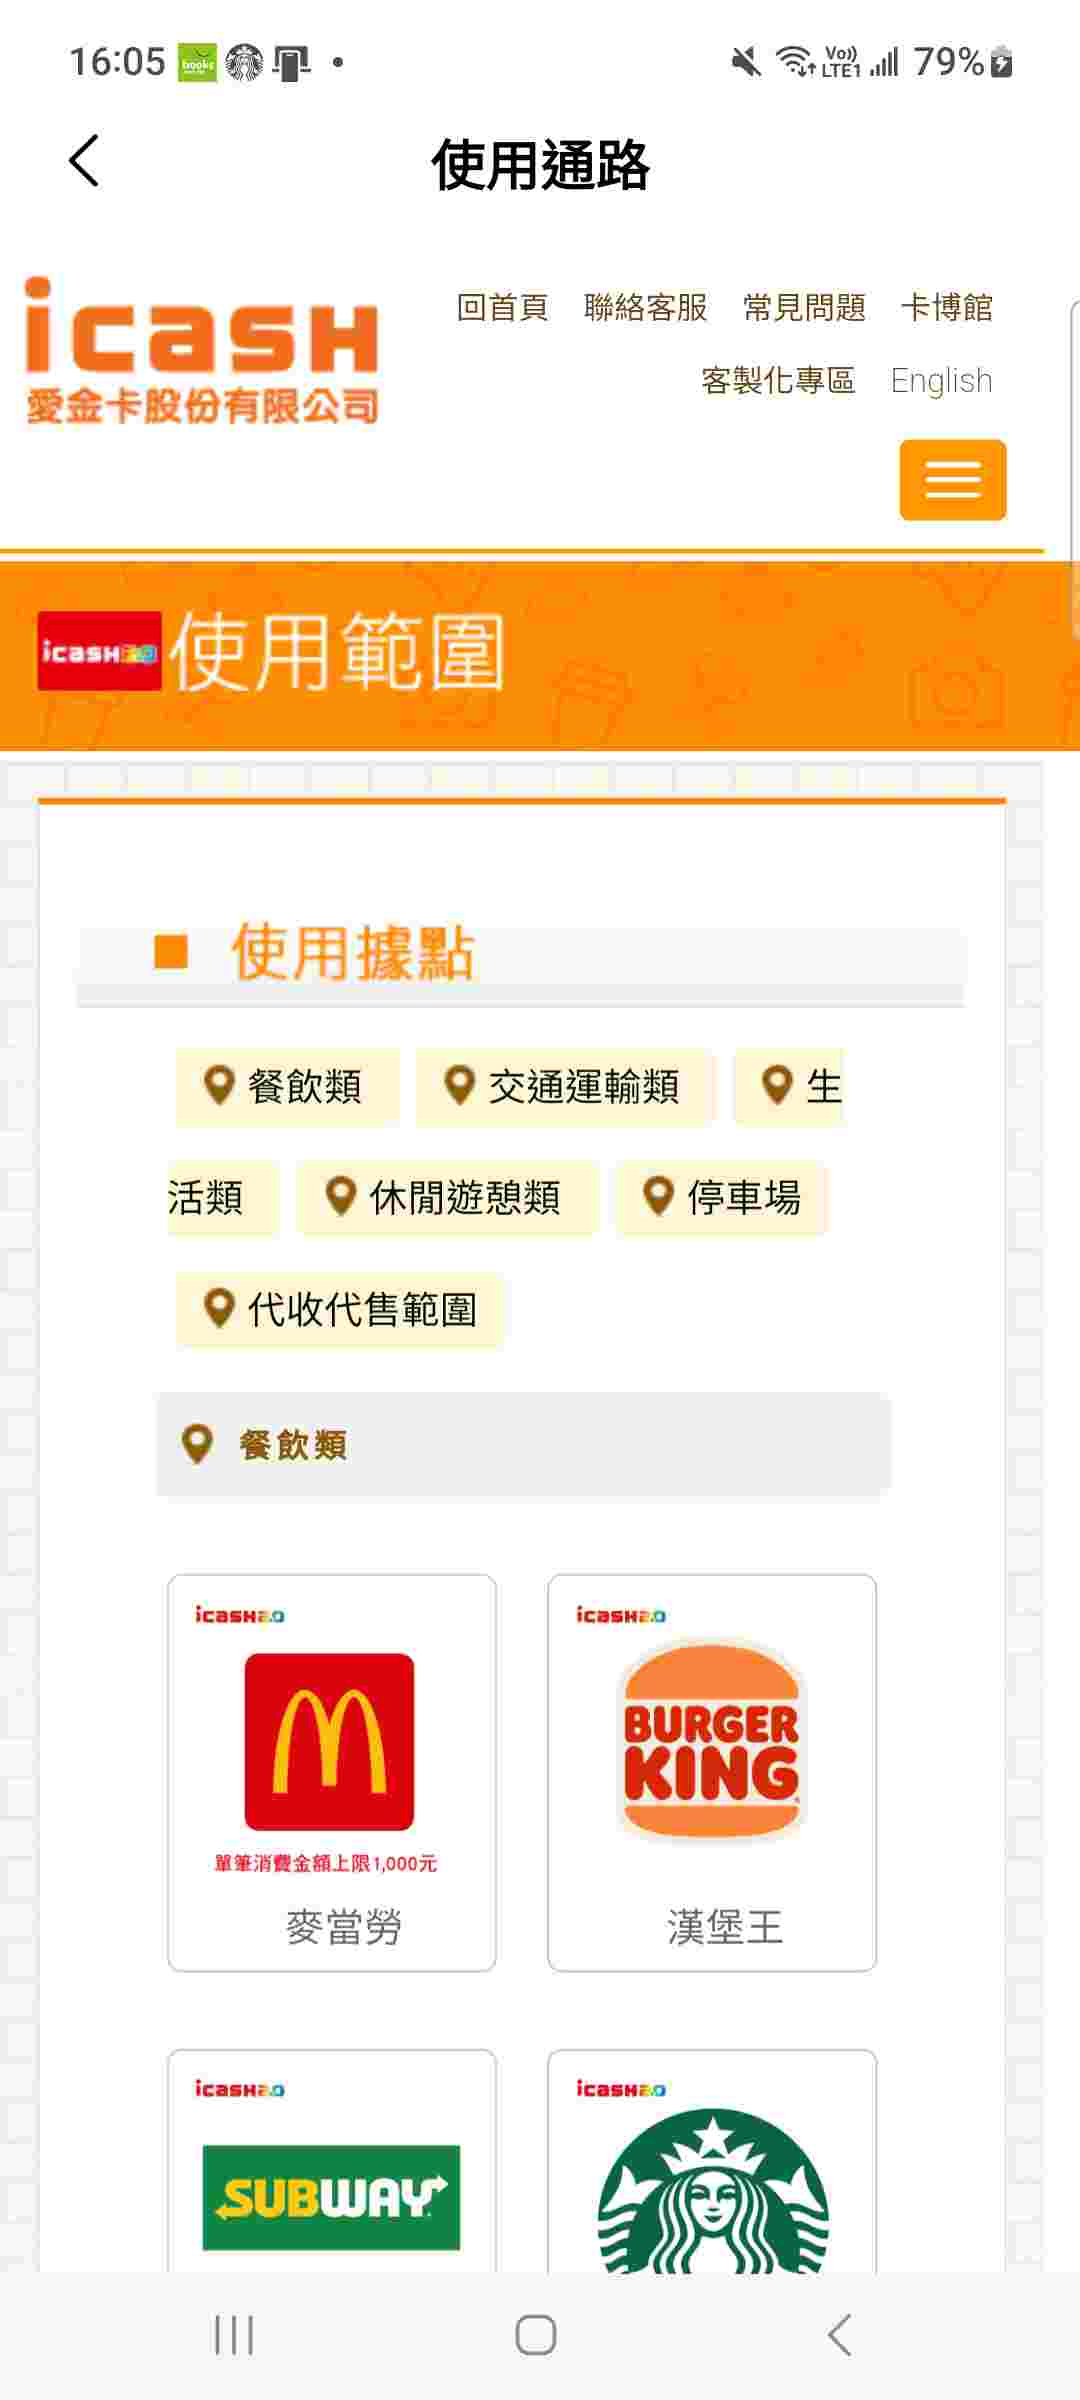 16:05 books Vo)) LTE1 79%
使用通路
icash
愛金卡股份有限公司
回首頁 聯絡客服 常見問題 卡博館
客製化專區 English
icash2.0 使用範圍
使用據點
餐飲類 交通運輸類 生
活類 休閒遊憩類 停車場
代收代售範圍
餐飲類
icash2.0 icash2.0
BURGER
KING
單筆消費金額上限1,000元
麥當勞 漢堡王
icash2.0 icash2.0
SUBWAY